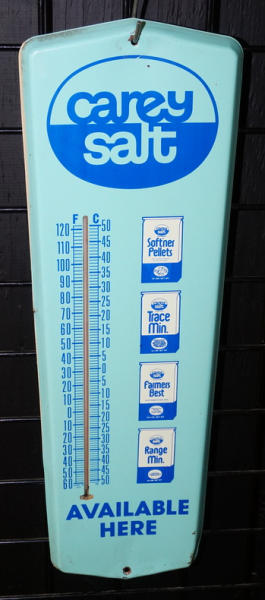 carey
salt
F C
120 50
110 45
100 40
90 35
80 30
70 25
60 20
50 15
40 10
30 5
20 0
10 5
0 10
10 15
20 20
30 25
40 30
50 35
60 40
45
50
Softner
Pellets
Trace
Min.
Farmers
Best
Range
Min.
AVAILABLE
HERE